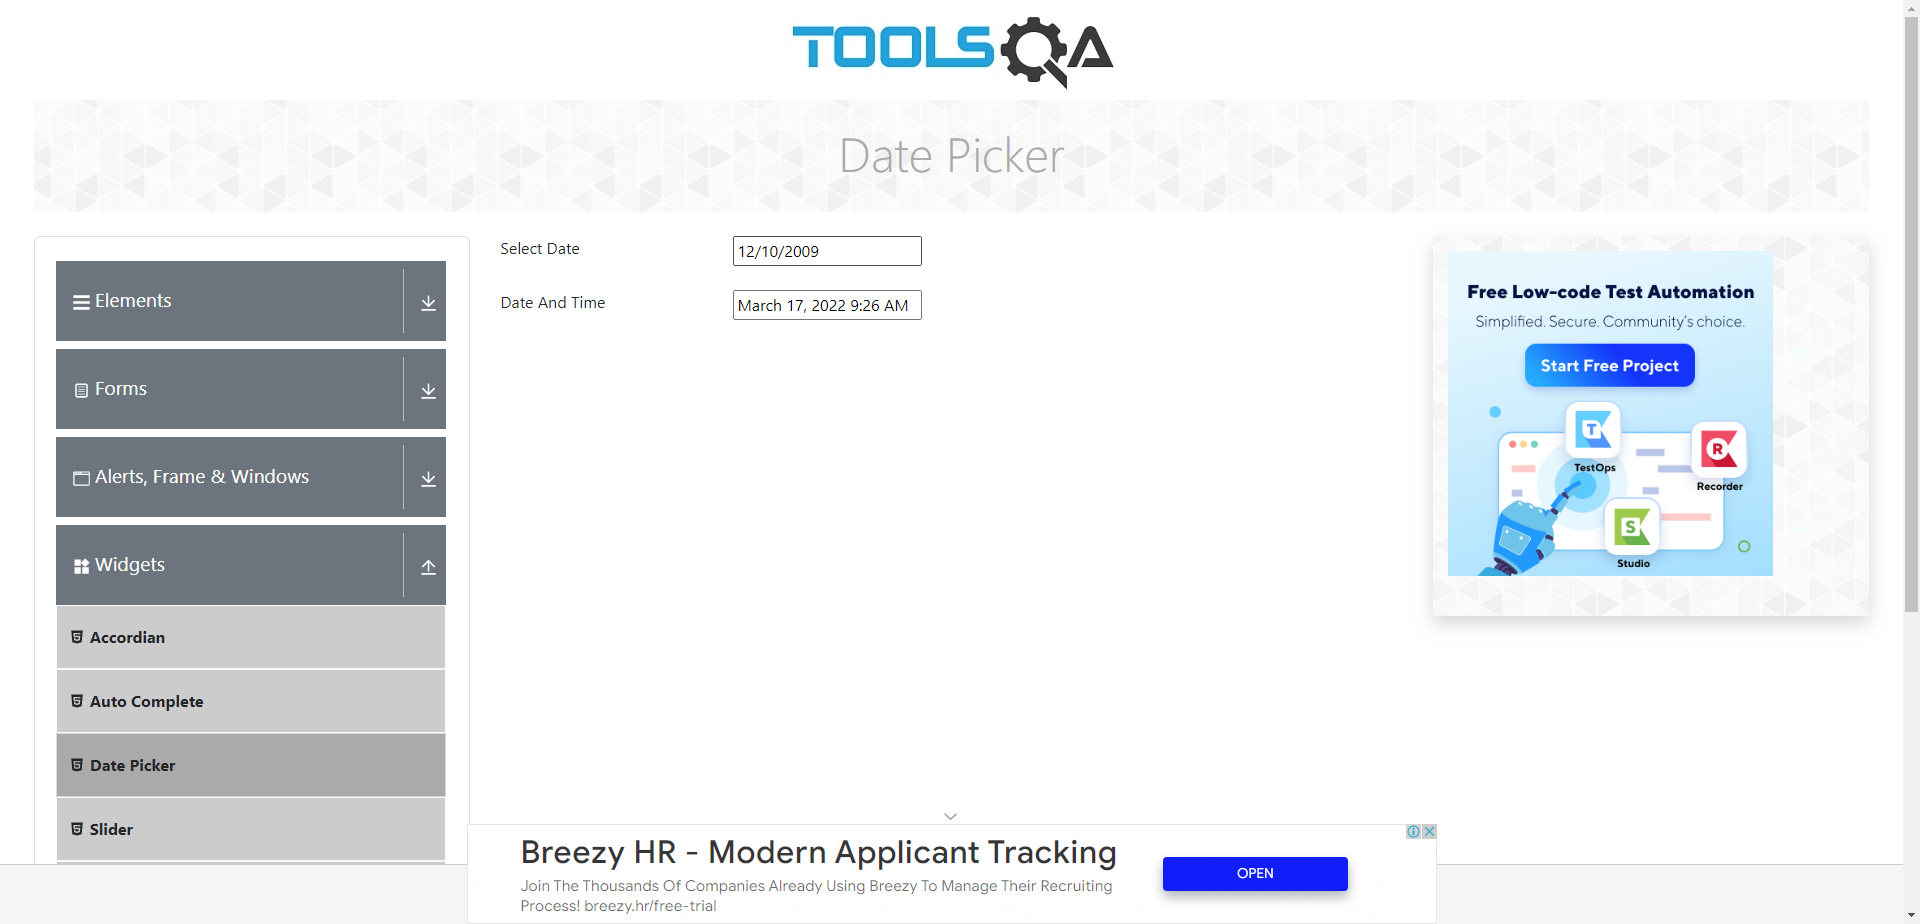 TOOLSQA
Date Picker
Elements
Forms
Alerts, Frame & Windows
Widgets
Accordian
Auto Complete
Date Picker
Slider
Select Date
12/10/2009
Date And Time
March 17, 2022 9:26 AM
Free Low-code Test Automation
Simplified. Secure. Community's choice.
Start Free Project
T
TestOps
R
Recorder
S
Studio
Breezy HR - Modern Applicant Tracking
Join The Thousands Of Companies Already Using Breezy To Manage Their Recruiting
Process! breezy.hr/free-trial
OPEN